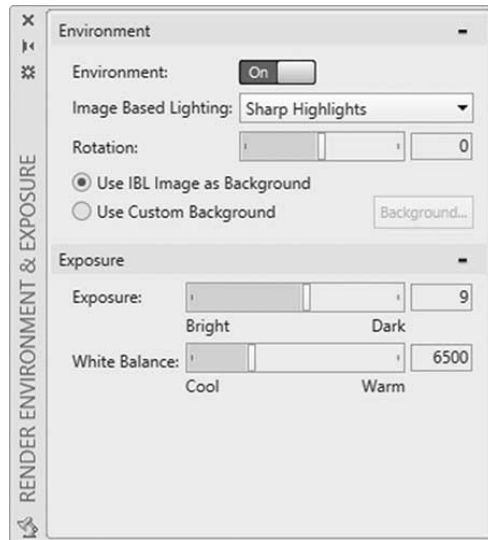 Environment
Environment: On
Image Based Lighting: Sharp Highlights
Rotation: 0
Use IBL Image as Background
Use Custom Background Background...
Exposure
Exposure: 9
Bright Dark
White Balance: 6500
Cool Warm
RENDER ENVIRONMENT & EXPOSURE